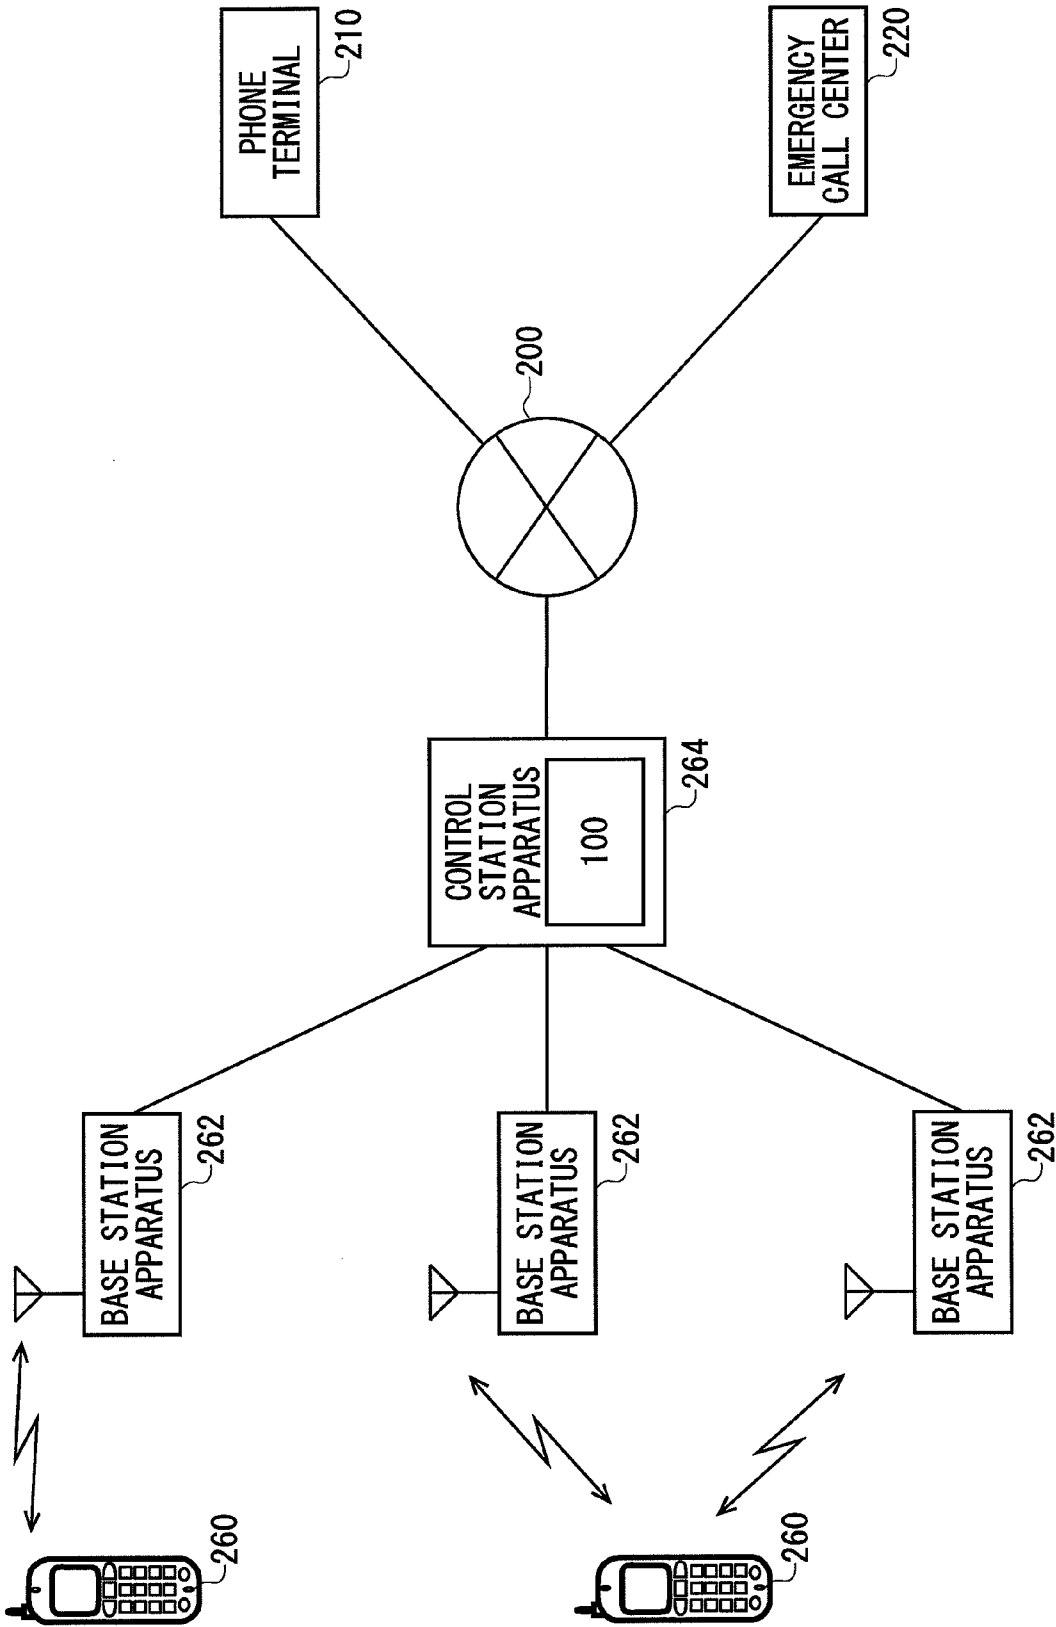 260
260
BASE STATION
APPARATUS
262
BASE STATION
APPARATUS
262
BASE STATION
APPARATUS
262
CONTROL
STATION
APPARATUS
100
264
200
PHONE
TERMINAL
210
EMERGENCY
CALL CENTER
220